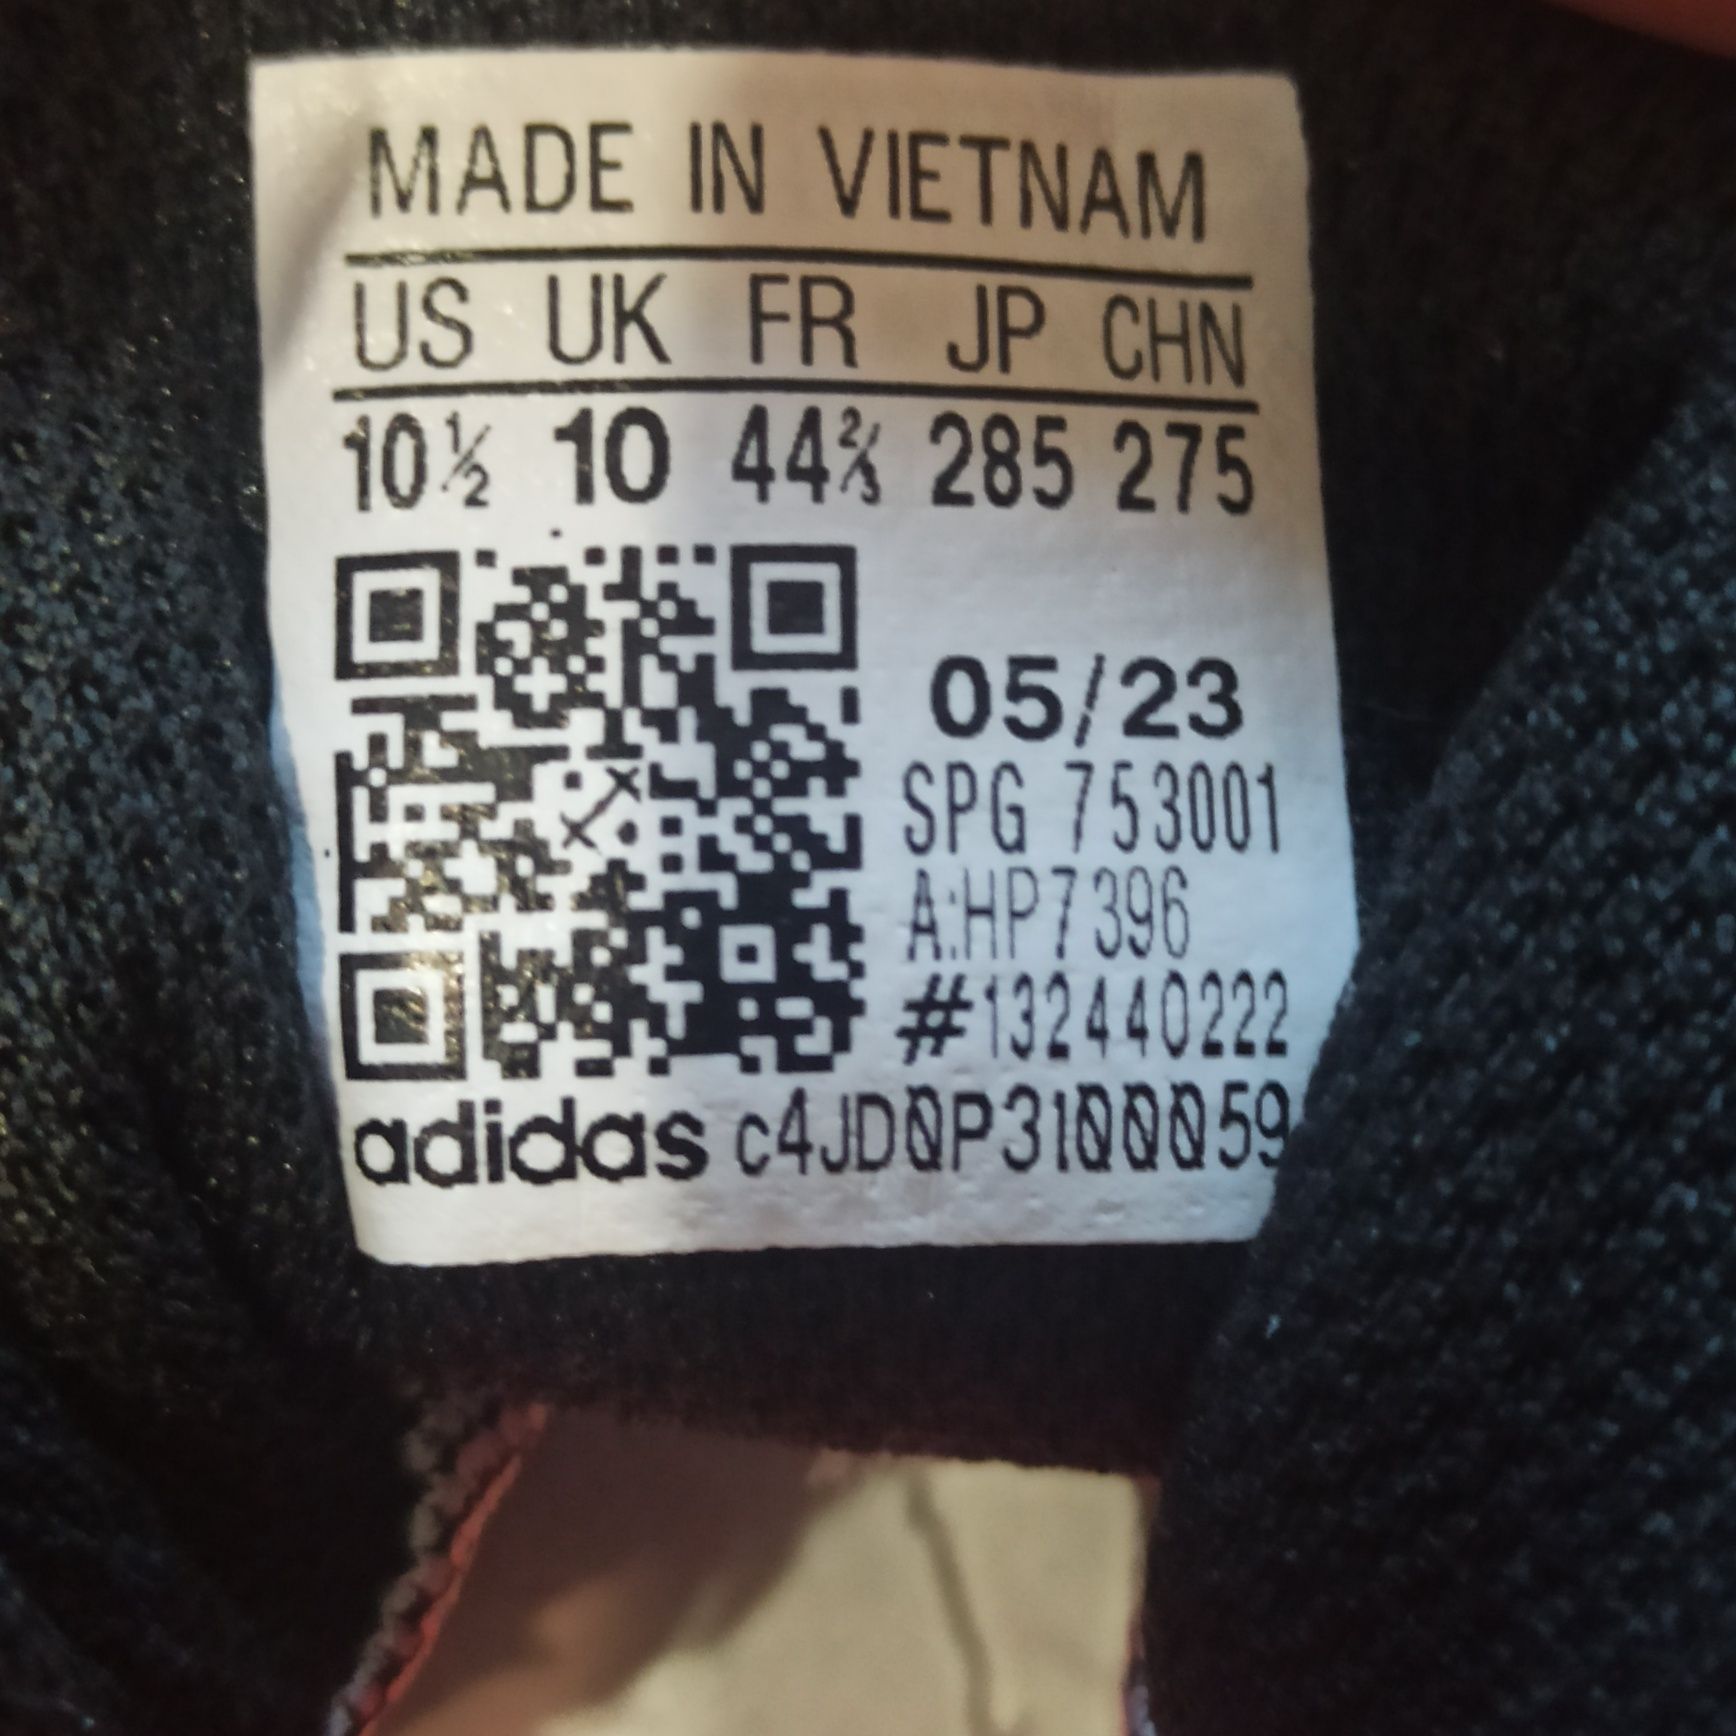 MADE IN VIETNAM
US UK FR JP CHN
10½ 10 44⅔ 285 275
05/23
SPG 753001
A:HP7396
#132440222
adidas c4JD0P3100059